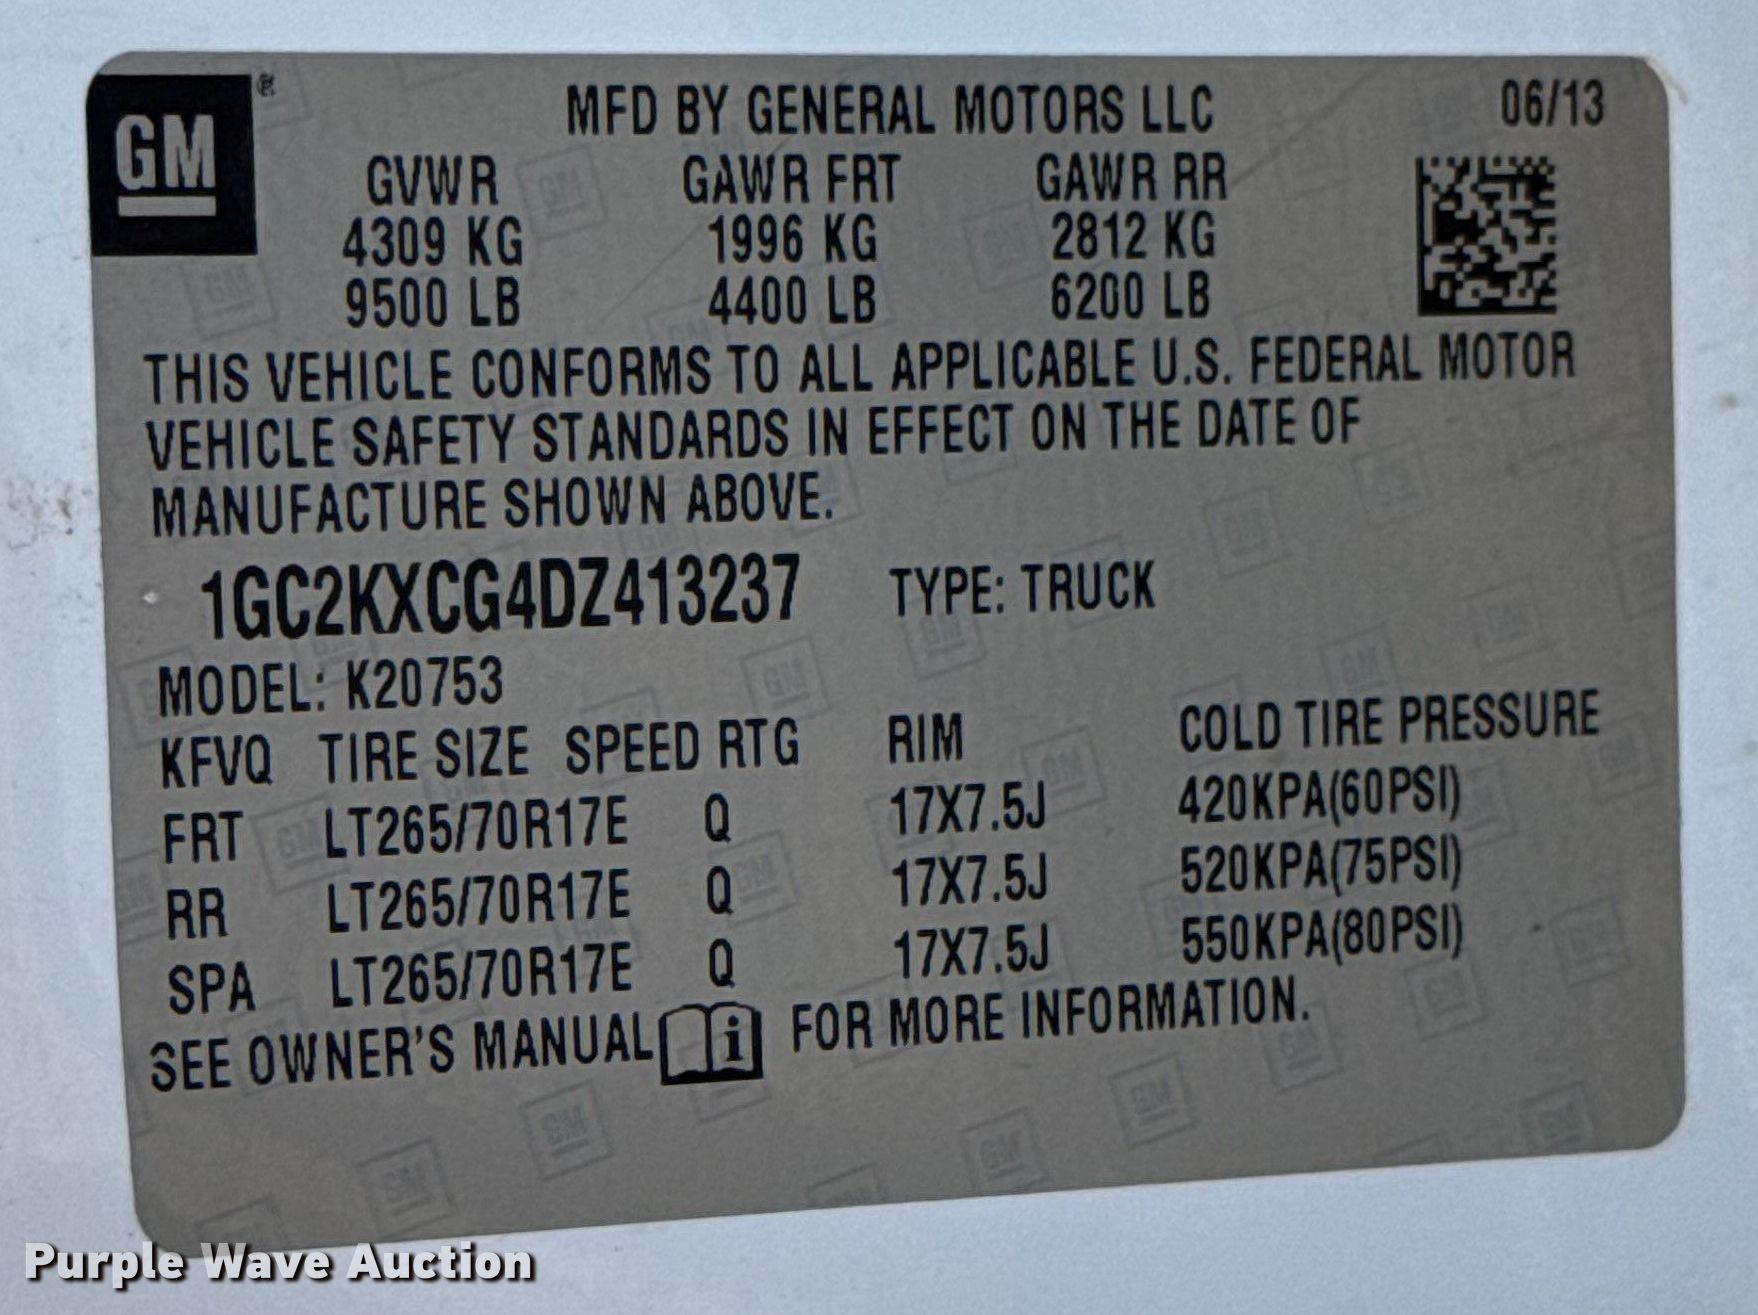 GM
MFD BY GENERAL MOTORS LLC 06/13
GVWR GAWR FRT GAWR RR
4309 KG 1996 KG 2812 KG
9500 LB 4400 LB 6200 LB
THIS VEHICLE CONFORMS TO ALL APPLICABLE U.S. FEDERAL MOTOR
VEHICLE SAFETY STANDARDS IN EFFECT ON THE DATE OF
MANUFACTURE SHOWN ABOVE.
1GC2KXCG4DZ413237 TYPE: TRUCK
MODEL: K20753
KFVQ TIRE SIZE SPEED RTG RIM COLD TIRE PRESSURE
FRT LT265/70R17E Q 17X7.5J 420KPA(60PSI)
RR LT265/70R17E Q 17X7.5J 520KPA(75PSI)
SPA LT265/70R17E Q 17X7.5J 550KPA(80PSI)
SEE OWNER'S MANUAL i FOR MORE INFORMATION.
Purple Wave Auction